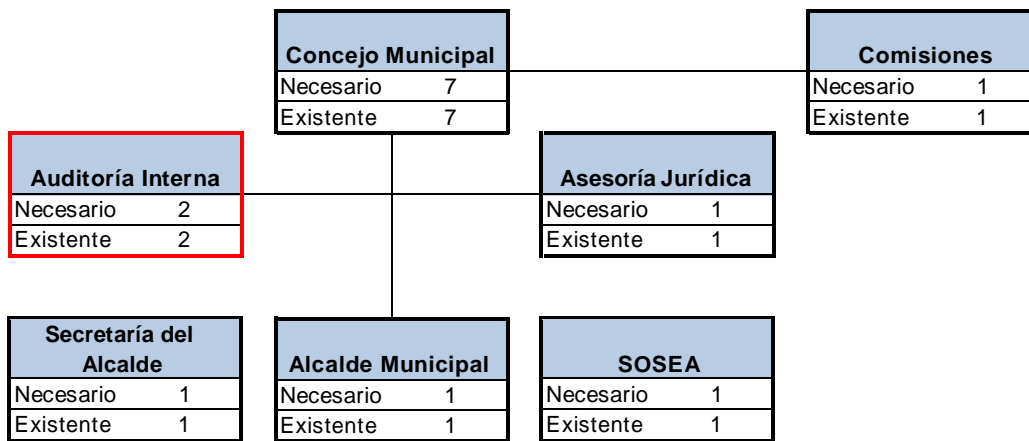 Concejo Municipal
Necesario 7
Existente 7
Comisiones
Necesario 1
Existente 1
Auditoría Interna
Necesario 2
Existente 2
Asesoría Jurídica
Necesario 1
Existente 1
Secretaría del
Alcalde
Necesario 1
Existente 1
Alcalde Municipal
Necesario 1
Existente 1
SOSEA
Necesario 1
Existente 1